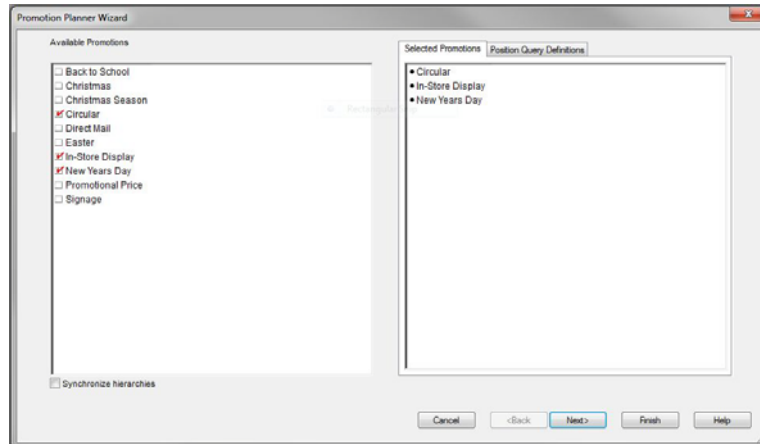 Promotion Planner Wizard
Available Promotions
Back to School
Christmas
Christmas Season
Circular
Direct Mail
Easter
In-Store Display
New Years Day
Promotional Price
Signage
Synchronize hierarchies
Selected Promotions Position Query Definitions
Circular
In-Store Display
New Years Day
Cancel <Back Next> Finish Help